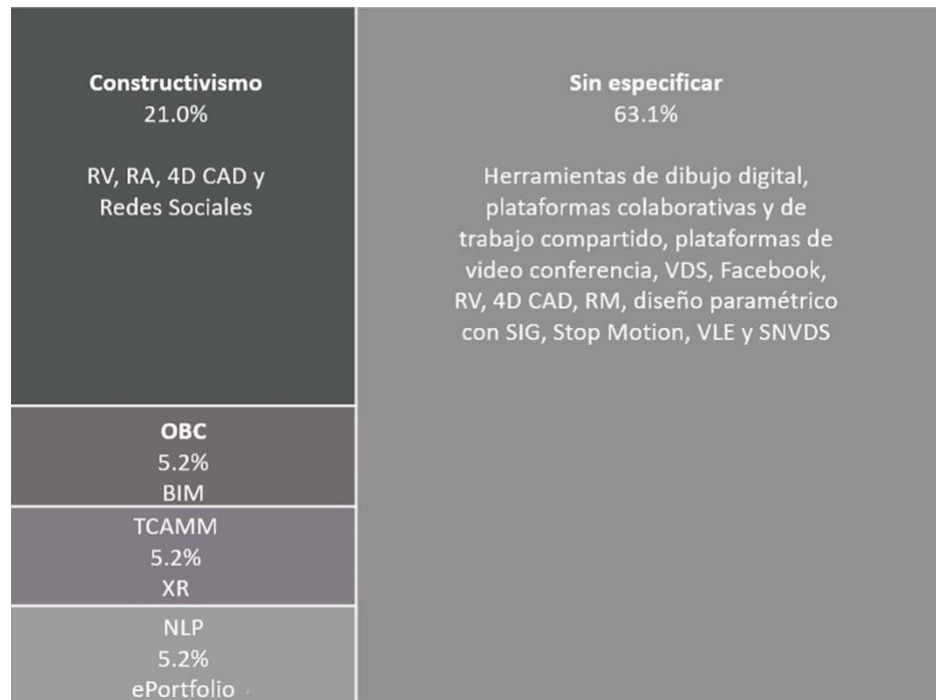 Constructivismo
21.0%
RV, RA, 4D CAD y
Redes Sociales
OBC
5.2%
BIM
TCAMM
5.2%
XR
NLP
5.2%
ePortfolio
Sin especificar
63.1%
Herramientas de dibujo digital,
plataformas colaborativas y de
trabajo compartido, plataformas de
video conferencia, VDS, Facebook,
RV, 4D CAD, RM, diseño paramétrico
con SIG, Stop Motion, VLE y SNVDS